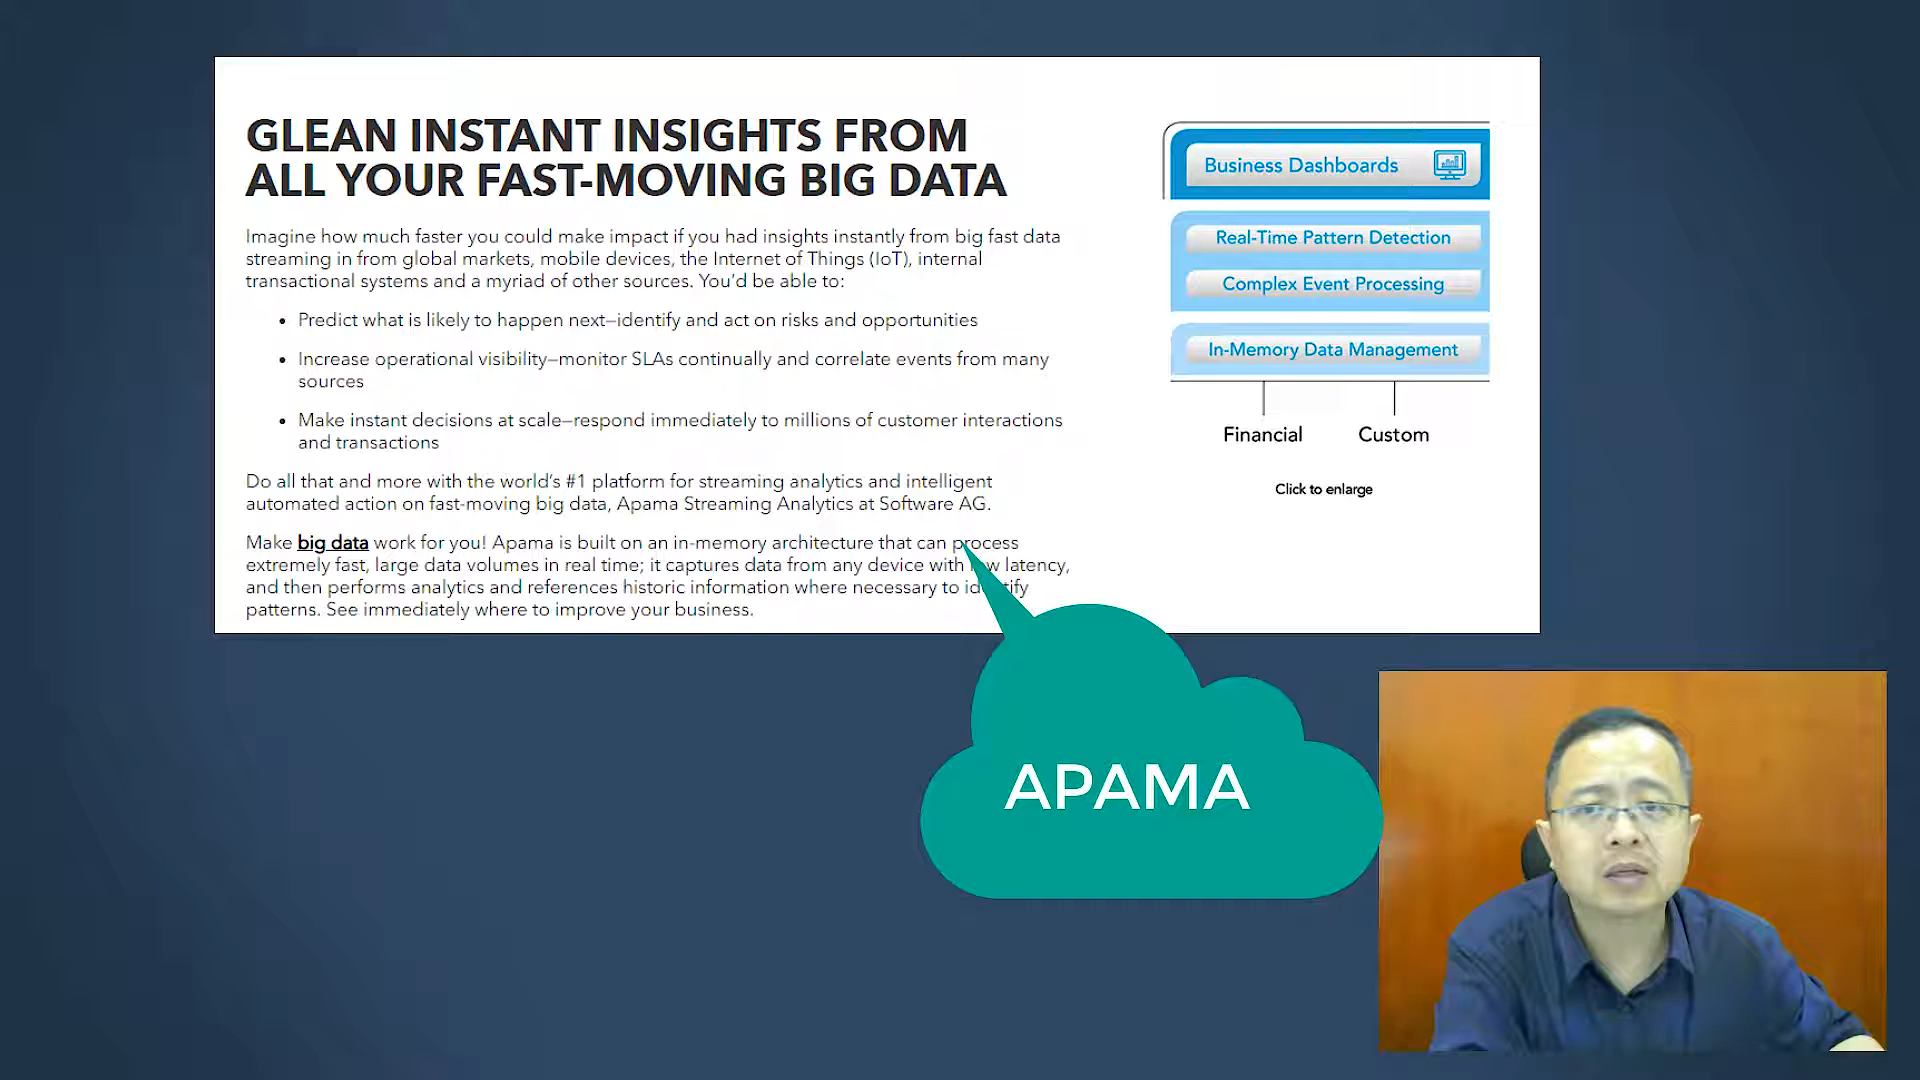 GLEAN INSTANT INSIGHTS FROM
ALL YOUR FAST-MOVING BIG DATA
Imagine how much faster you could make impact if you had insights instantly from big fast data
streaming in from global markets, mobile devices, the Internet of Things (IoT), internal
transactional systems and a myriad of other sources. You’d be able to:
• Predict what is likely to happen next–identify and act on risks and opportunities
• Increase operational visibility–monitor SLAs continually and correlate events from many
sources
• Make instant decisions at scale–respond immediately to millions of customer interactions
and transactions
Do all that and more with the world’s #1 platform for streaming analytics and intelligent
automated action on fast-moving big data, Apama Streaming Analytics at Software AG.
Make big data work for you! Apama is built on an in-memory architecture that can process
extremely fast, large data volumes in real time; it captures data from any device with low latency,
and then performs analytics and references historic information where necessary to identify
patterns. See immediately where to improve your business.
Business Dashboards
Real-Time Pattern Detection
Complex Event Processing
In-Memory Data Management
Financial
Custom
Click to enlarge
APAMA